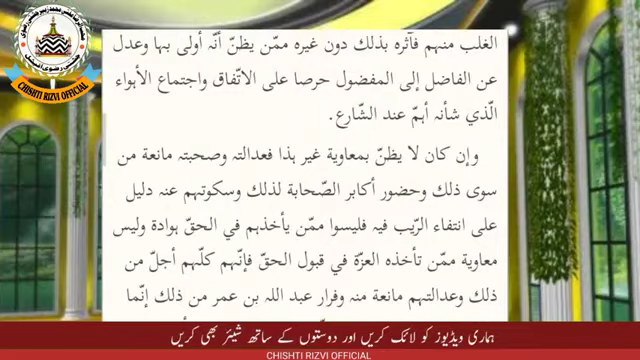 CHISHTI RIZVI OFFICIAL
الغلب منهم فآثره بذلك دون غيره ممّن يظنّ أنّه أولى بها وعدل
عن الفاضل إلى المفضول حرصا على الاتّفاق واجتماع الأهواء
الّذي شأنه أهمّ عند الشّارع.
وإن كان لا يظنّ بمعاوية غير هذا فعدالته وصحبته مانعة من
سوى ذلك وحضور أكابر الصّحابة لذلك وسكوتهم عنه دليل
على انتفاء الرّيب فيه فليسوا ممّن يأخذهم في الحقّ هوادة وليس
معاوية ممّن تأخذه العزّة في قبول الحقّ فإنّهم كلّهم أجلّ من
ذلك وعدالتهم مانعة منه وفرار عبد الله بن عمر من ذلك إنّما
ہماری ویڈیوز کو لائک کریں اور دوستوں کے ساتھ شیئر بھی کریں
CHISHTI RIZVI OFFICIAL